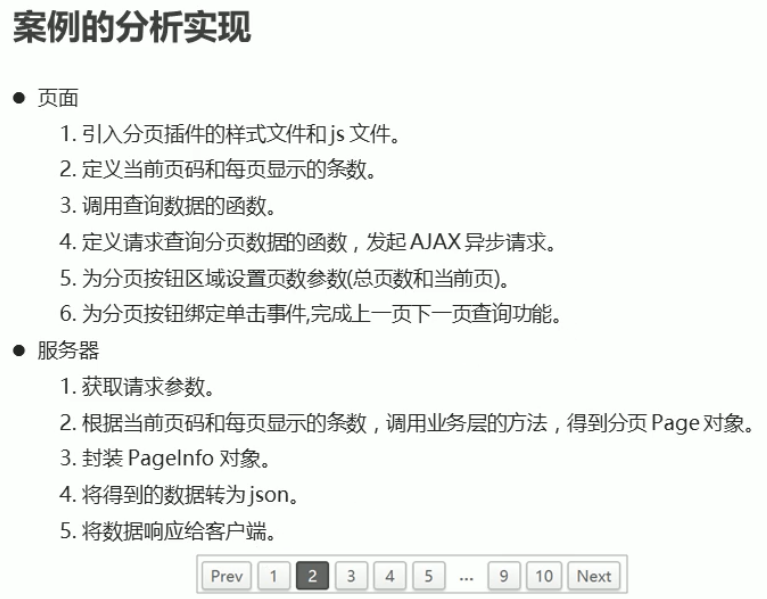 案例的分析实现
● 页面
1. 引入分页插件的样式文件和 js 文件。
2. 定义当前页码和每页显示的条数。
3. 调用查询数据的函数。
4. 定义请求查询分页数据的函数，发起 AJAX 异步请求。
5. 为分页按钮区域设置页数参数(总页数和当前页)。
6. 为分页按钮绑定单击事件,完成上一页下一页查询功能。
● 服务器
1. 获取请求参数。
2. 根据当前页码和每页显示的条数，调用业务层的方法，得到分页 Page 对象。
3. 封装 PageInfo 对象。
4. 将得到的数据转为 json。
5. 将数据响应给客户端。
Prev 1 2 3 4 5 ... 9 10 Next